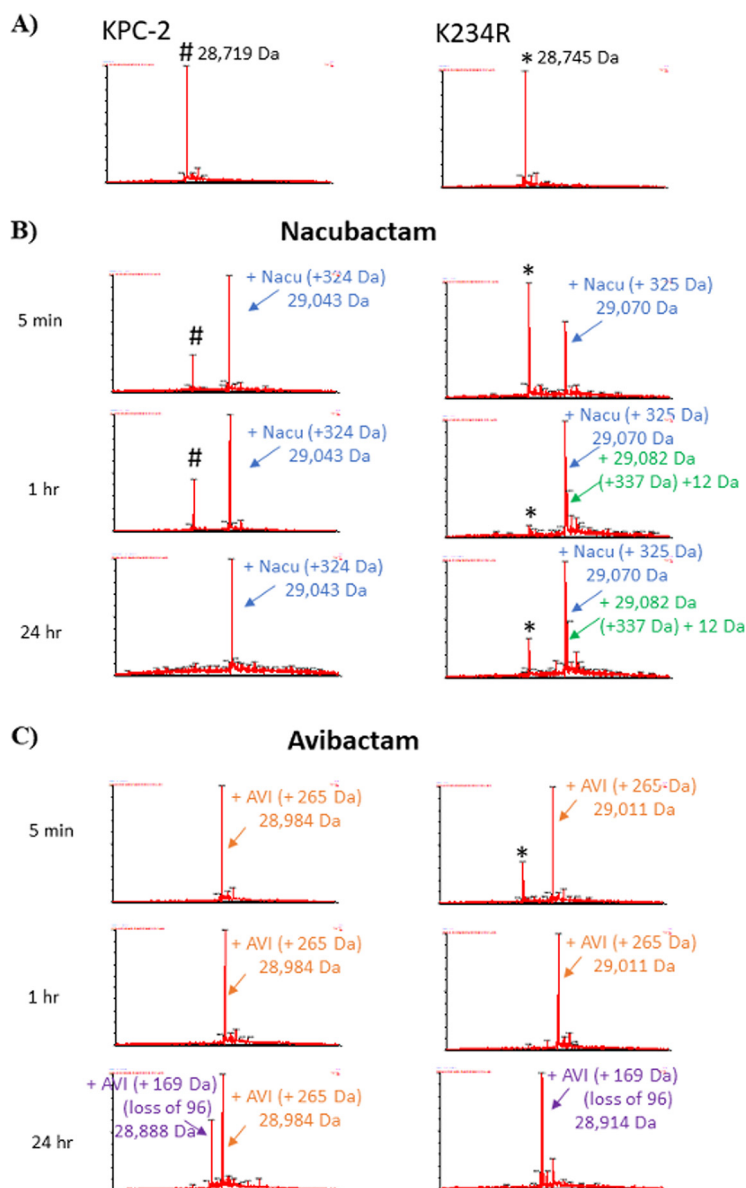 A)
KPC-2
# 28,719 Da
K234R
* 28,745 Da
B)
Nacubactam
5 min
#
+ Nacu (+324 Da)
29,043 Da
*
+ Nacu (+ 325 Da)
29,070 Da
1 hr
#
+ Nacu (+324 Da)
29,043 Da
*
+ Nacu (+ 325 Da)
29,070 Da
+ 29,082 Da
(+337 Da) +12 Da
24 hr
+ Nacu (+324 Da)
29,043 Da
*
+ Nacu (+ 325 Da)
29,070 Da
+ 29,082 Da
(+337 Da) + 12 Da
C)
Avibactam
5 min
+ AVI (+ 265 Da)
28,984 Da
*
+ AVI (+ 265 Da)
29,011 Da
1 hr
+ AVI (+ 265 Da)
28,984 Da
+ AVI (+ 265 Da)
29,011 Da
24 hr
+ AVI (+ 169 Da)
(loss of 96)
28,888 Da
+ AVI (+ 265 Da)
28,984 Da
+ AVI (+ 169 Da)
(loss of 96)
28,914 Da